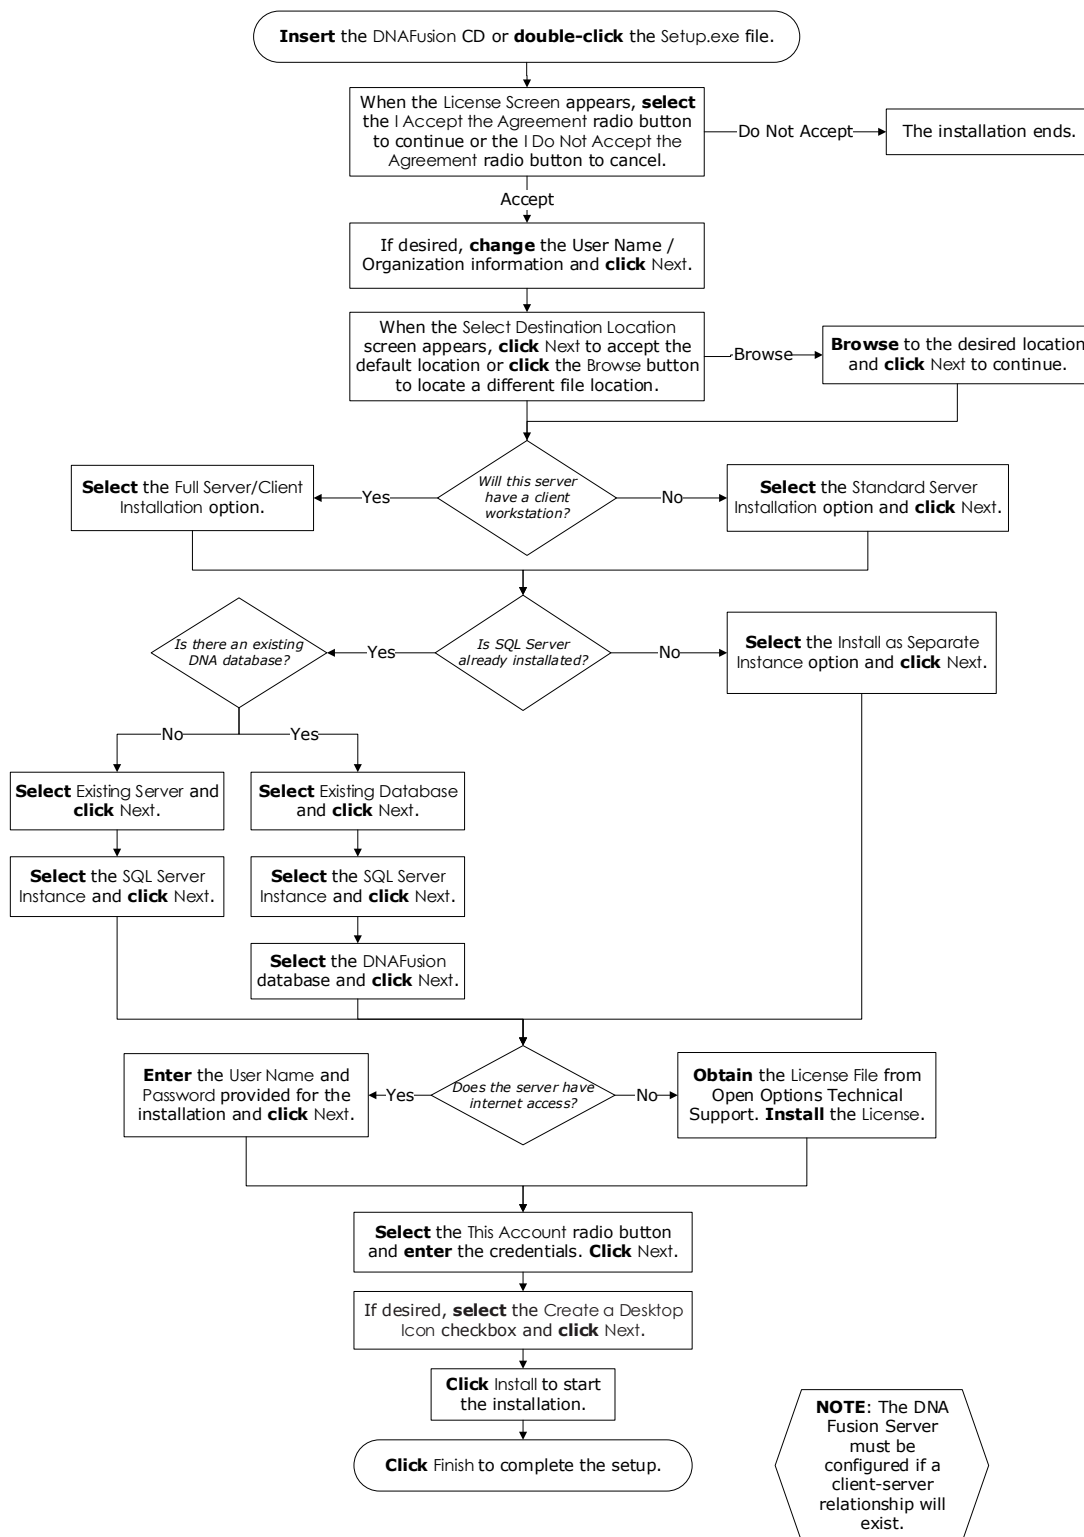 Insert the DNAFusion CD or double-click the Setup.exe file.
When the License Screen appears, select
the I Accept the Agreement radio button
to continue or the I Do Not Accept the
Agreement radio button to cancel.
Do Not Accept
The installation ends.
Accept
If desired, change the User Name /
Organization information and click Next.
When the Select Destination Location
screen appears, click Next to accept the
default location or click the Browse button
to locate a different file location.
Browse
Browse to the desired location
and click Next to continue.
Will this server
have a client
workstation?
Yes
Select the Full Server/Client
Installation option.
No
Select the Standard Server
Installation option and click Next.
Is SQL Server
already installated?
Yes
Is there an existing
DNA database?
No
Select the Install as Separate
Instance option and click Next.
No
Yes
Select Existing Server and
click Next.
Select Existing Database
and click Next.
Select the SQL Server
Instance and click Next.
Select the SQL Server
Instance and click Next.
Select the DNAFusion
database and click Next.
Does the server have
internet access?
Yes
Enter the User Name and
Password provided for the
installation and click Next.
No
Obtain the License File from
Open Options Technical
Support. Install the License.
Select the This Account radio button
and enter the credentials. Click Next.
If desired, select the Create a Desktop
Icon checkbox and click Next.
Click Install to start
the installation.
Click Finish to complete the setup.
NOTE: The DNA
Fusion Server
must be
configured if a
client-server
relationship will
exist.